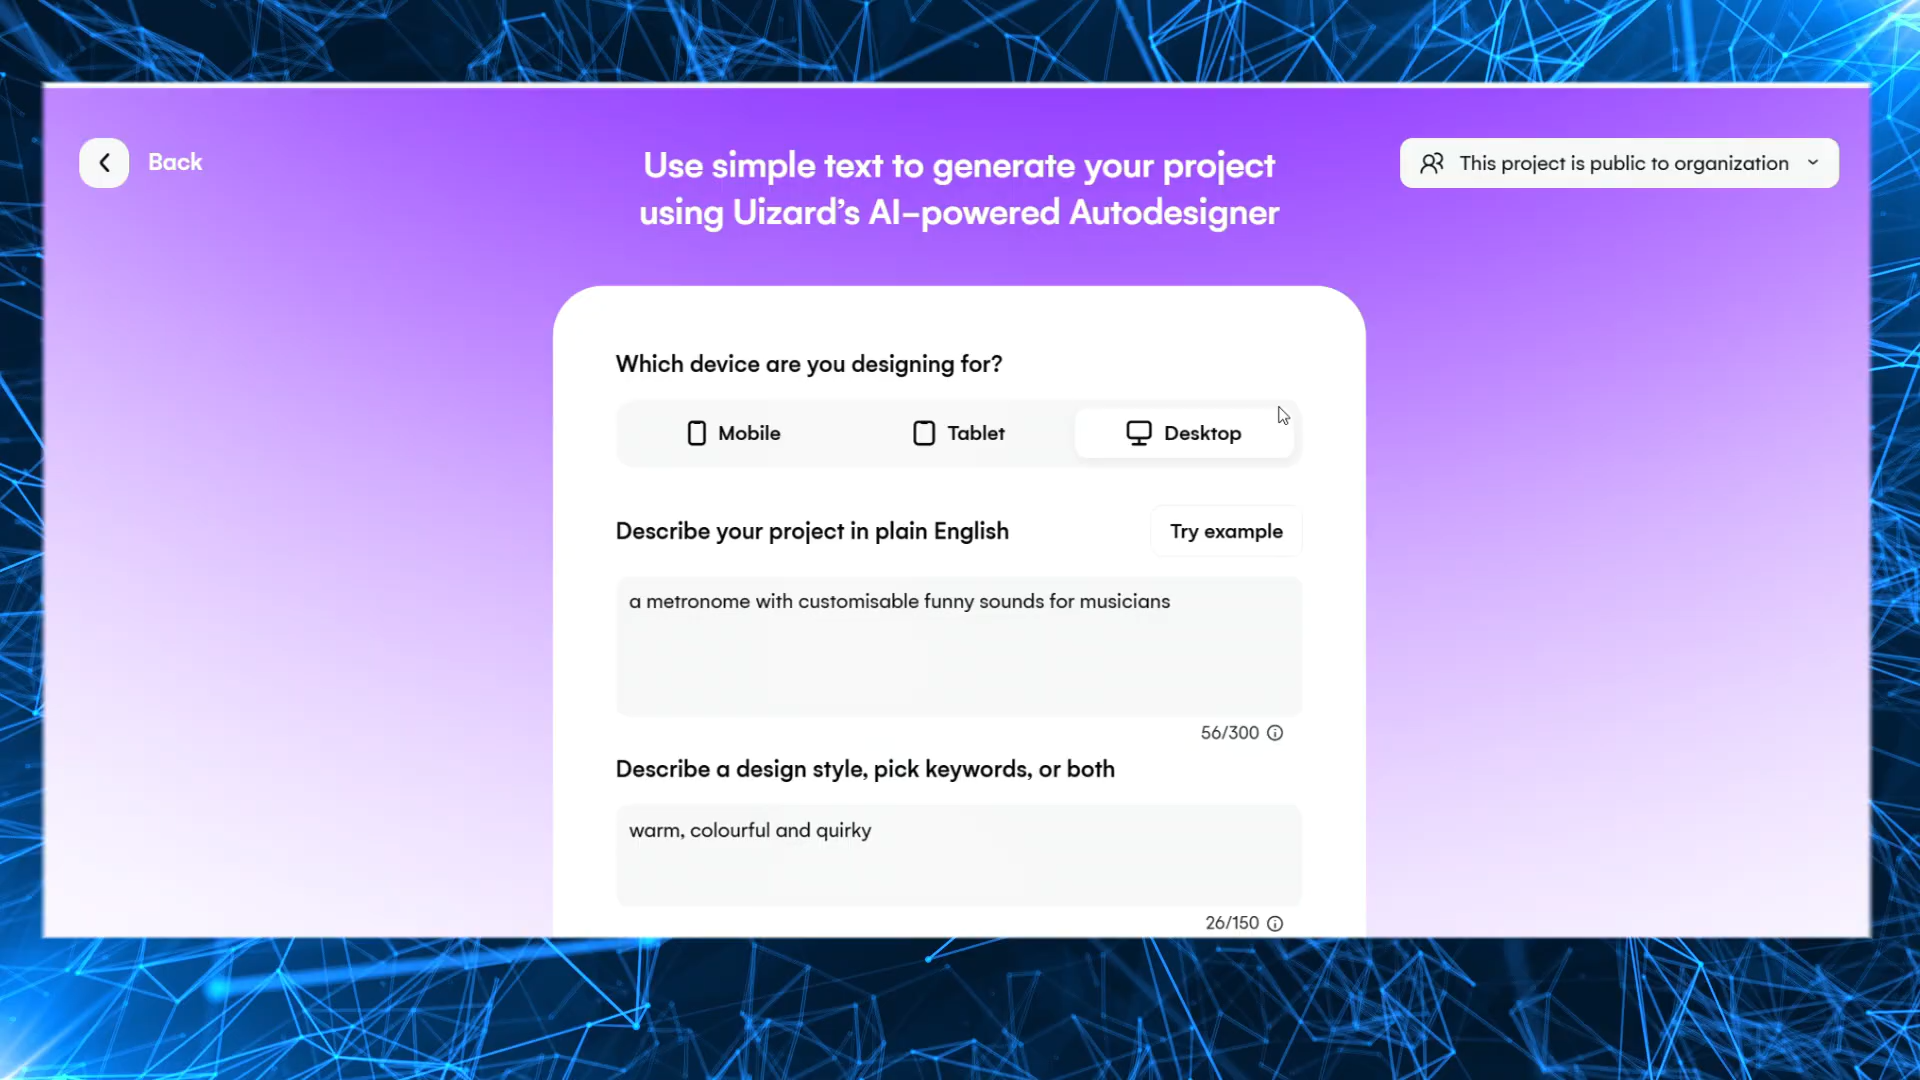 Back
Use simple text to generate your project
using Uizard’s AI-powered Autodesigner
This project is public to organization
Which device are you designing for?
Mobile
Tablet
Desktop
Describe your project in plain English
Try example
a metronome with customisable funny sounds for musicians
56/300
Describe a design style, pick keywords, or both
warm, colourful and quirky
26/150